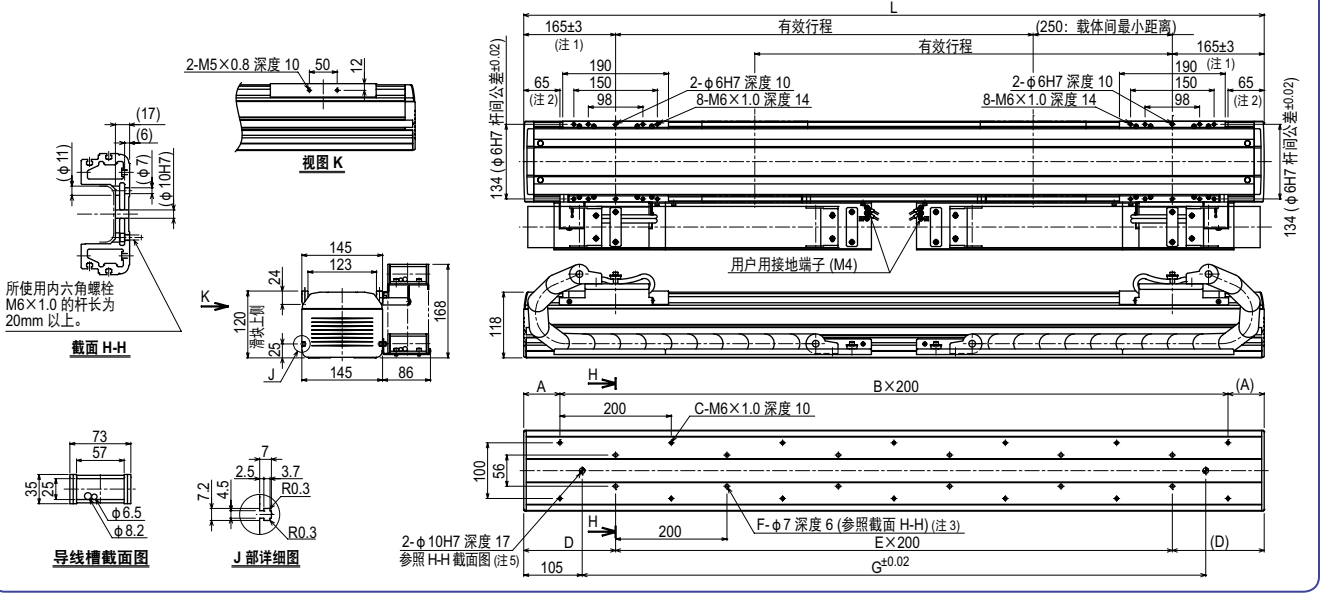 L
165±3
(注 1)
有效行程
(250：载体间最小距离)
有效行程
165±3
(注 1)
65
(注 2)
190
150
98
2-φ6H7 深度 10
8-M6×1.0 深度 14
2-φ6H7 深度 10
8-M6×1.0 深度 14
190
150
98
65
(注 2)
134 (φ6H7 杆间公差±0.02)
134 (φ6H7 杆间公差±0.02)
用户用接地端子 (M4)
2-M5×0.8 深度 10
50
12
视图 K
(17)
(6)
(φ11)
(φ7)
(φ10H7)
所使用内六角螺栓
M6×1.0 的杆长为
20mm 以上。
截面 H-H
K
145
123
24
120
滑块上侧
25
J
145
86
168
118
A
H
B×200
(A)
200
C-M6×1.0 深度 10
100
56
H
200
F-φ7 深度 6 (参照截面 H-H) (注 3)
2-φ10H7 深度 17
参照 H-H 截面图 (注 5)
D
E×200
(D)
105
G±0.02
73
57
35
25
φ6.5
φ8.2
导线槽截面图
7
2.5
3.7
7.2
4.5
R0.3
R0.3
J 部详细图